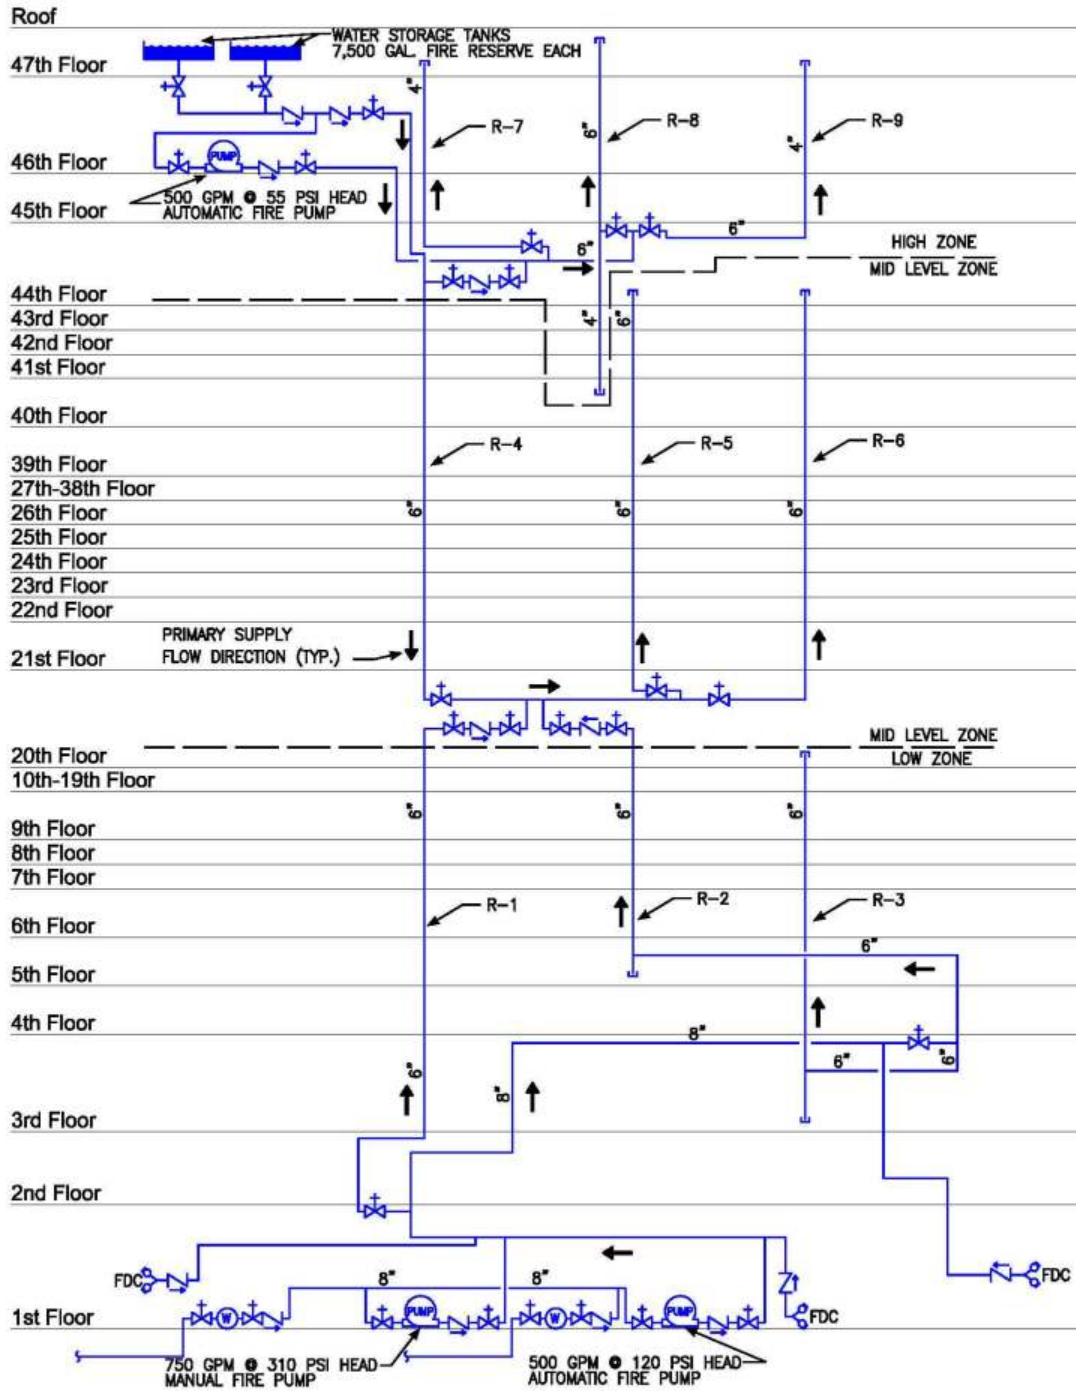 Roof
WATER STORAGE TANKS
7,500 GAL. FIRE RESERVE EACH
47th Floor
4"
6"
R-7
R-8
R-9
4"
PUMP
46th Floor
500 GPM @ 55 PSI HEAD
AUTOMATIC FIRE PUMP
45th Floor
6"
6"
HIGH ZONE
MID LEVEL ZONE
44th Floor
43rd Floor
4"
6"
42nd Floor
41st Floor
40th Floor
R-4
R-5
R-6
39th Floor
27th-38th Floor
26th Floor
6"
6"
6"
25th Floor
24th Floor
23rd Floor
22nd Floor
PRIMARY SUPPLY
FLOW DIRECTION (TYP.)
21st Floor
MID LEVEL ZONE
20th Floor
LOW ZONE
10th-19th Floor
6"
6"
6"
9th Floor
8th Floor
7th Floor
R-1
R-2
R-3
6th Floor
6"
5th Floor
4th Floor
8"
6"
6"
6"
8"
3rd Floor
2nd Floor
FDC
8"
8"
FDC
1st Floor
W
PUMP
W
PUMP
FDC
750 GPM @ 310 PSI HEAD
MANUAL FIRE PUMP
500 GPM @ 120 PSI HEAD
AUTOMATIC FIRE PUMP